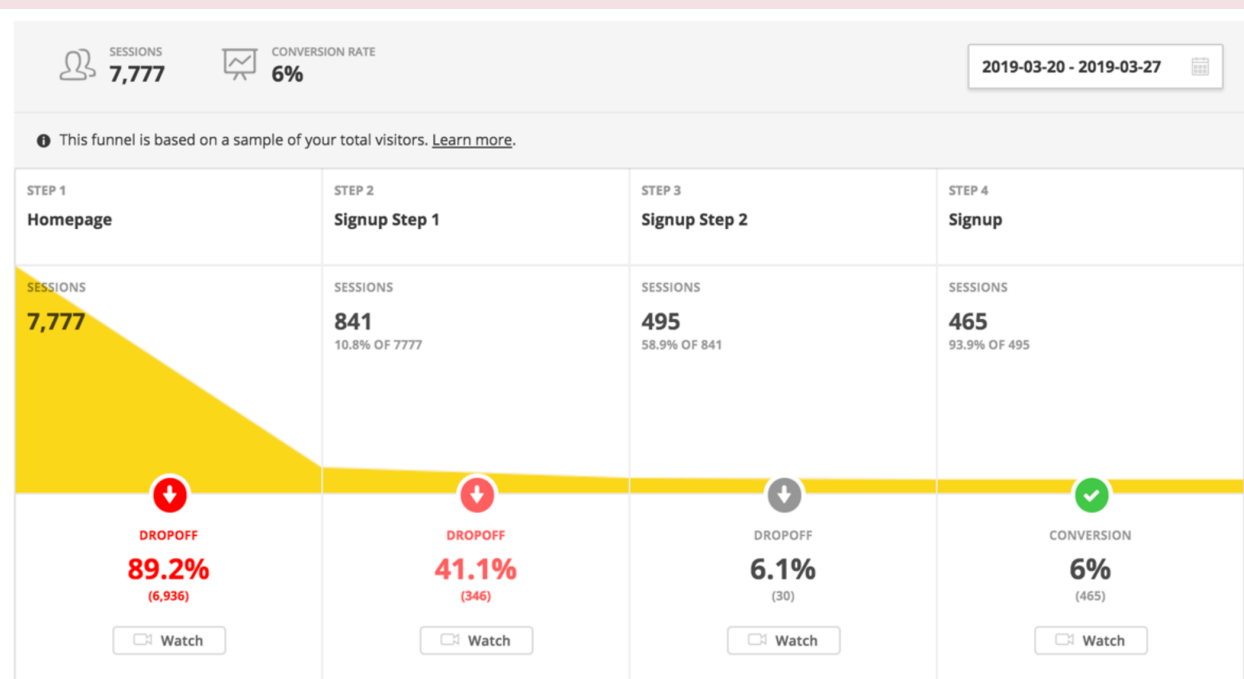 SESSIONS
7,777
CONVERSION RATE
6%
2019-03-20 - 2019-03-27
This funnel is based on a sample of your total visitors. Learn more.
STEP 1
Homepage
STEP 2
Signup Step 1
STEP 3
Signup Step 2
STEP 4
Signup
SESSIONS
7,777
SESSIONS
841
10.8% OF 7777
SESSIONS
495
58.9% OF 841
SESSIONS
465
93.9% OF 495
DROPOFF
89.2%
(6,936)
Watch
DROPOFF
41.1%
(346)
Watch
DROPOFF
6.1%
(30)
Watch
CONVERSION
6%
(465)
Watch